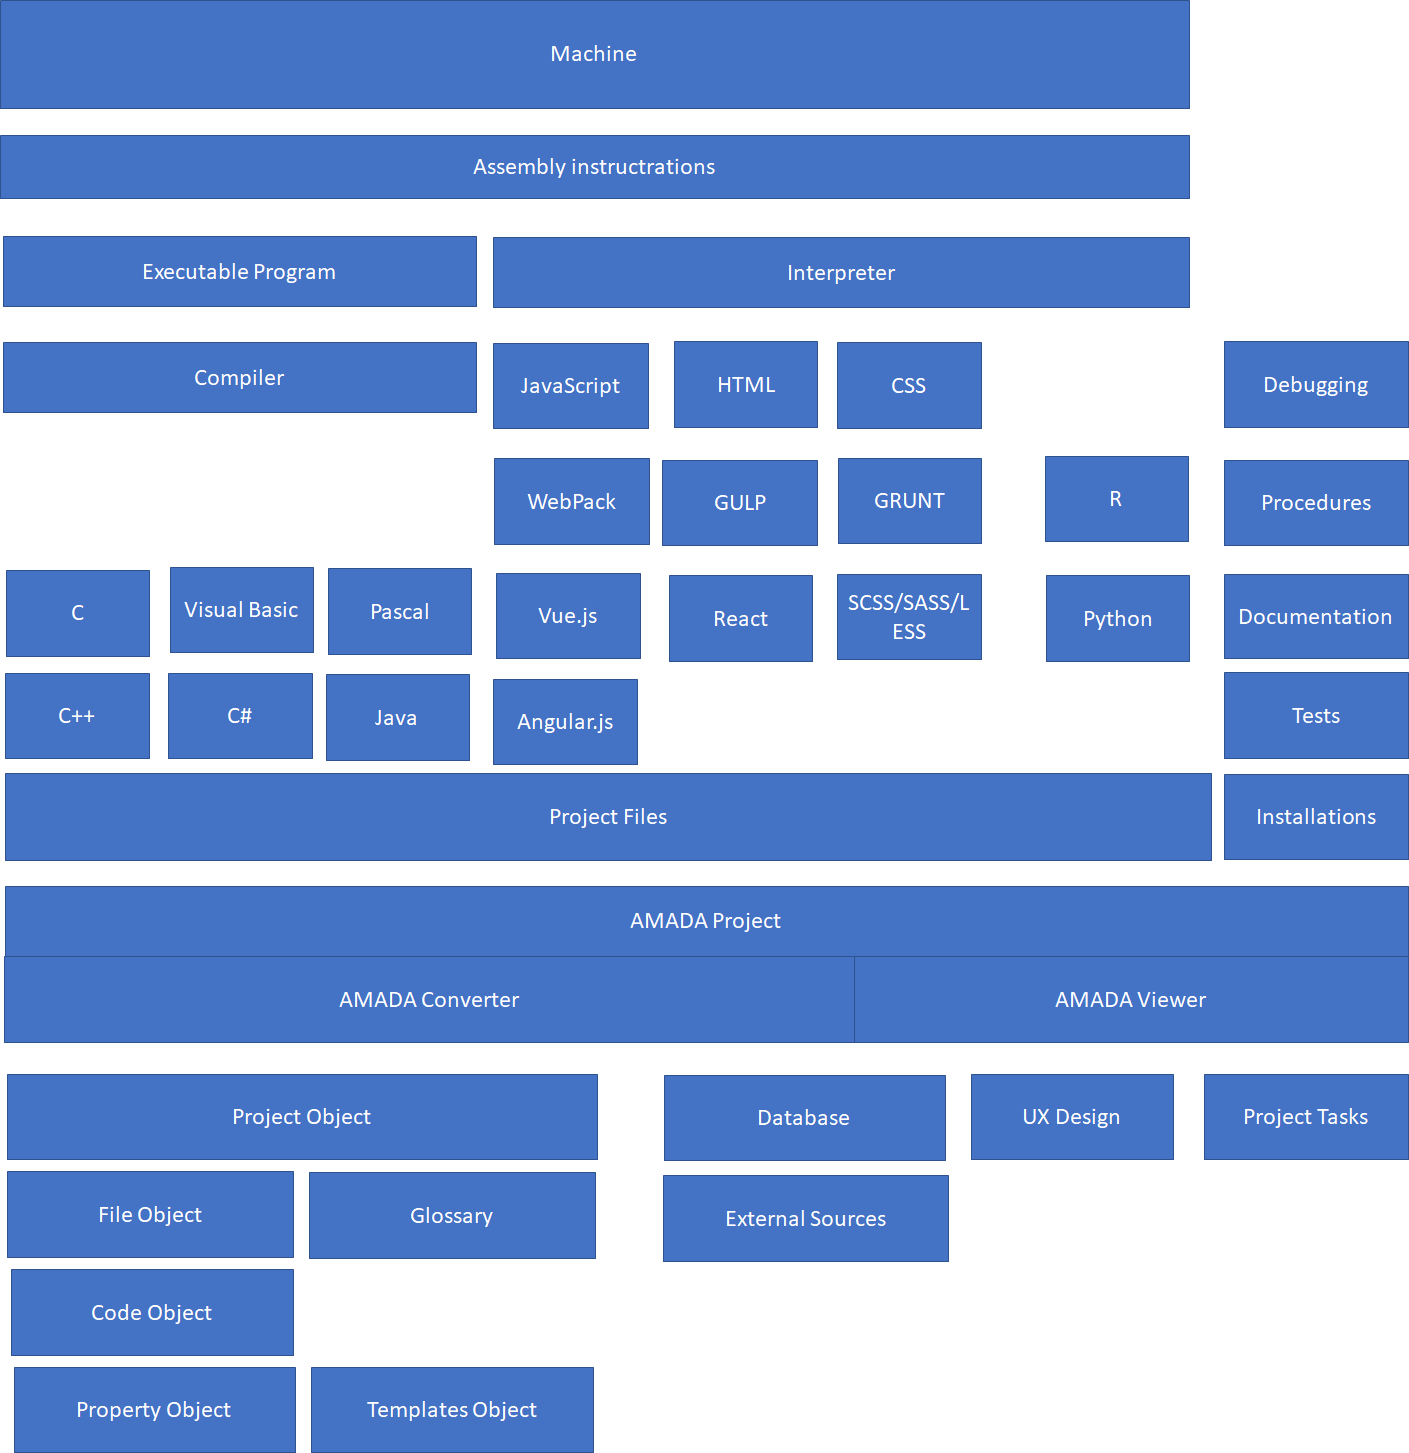 Machine
Assembly instructrations
Executable Program
Interpreter
Compiler
JavaScript
HTML
CSS
Debugging
WebPack
GULP
GRUNT
R
Procedures
C
Visual Basic
Pascal
Vue.js
React
SCSS/SASS/L
ESS
Python
Documentation
C++
C#
Java
Angular.js
Tests
Project Files
Installations
AMADA Project
AMADA Converter
AMADA Viewer
Project Object
Database
UX Design
Project Tasks
File Object
Glossary
External Sources
Code Object
Property Object
Templates Object